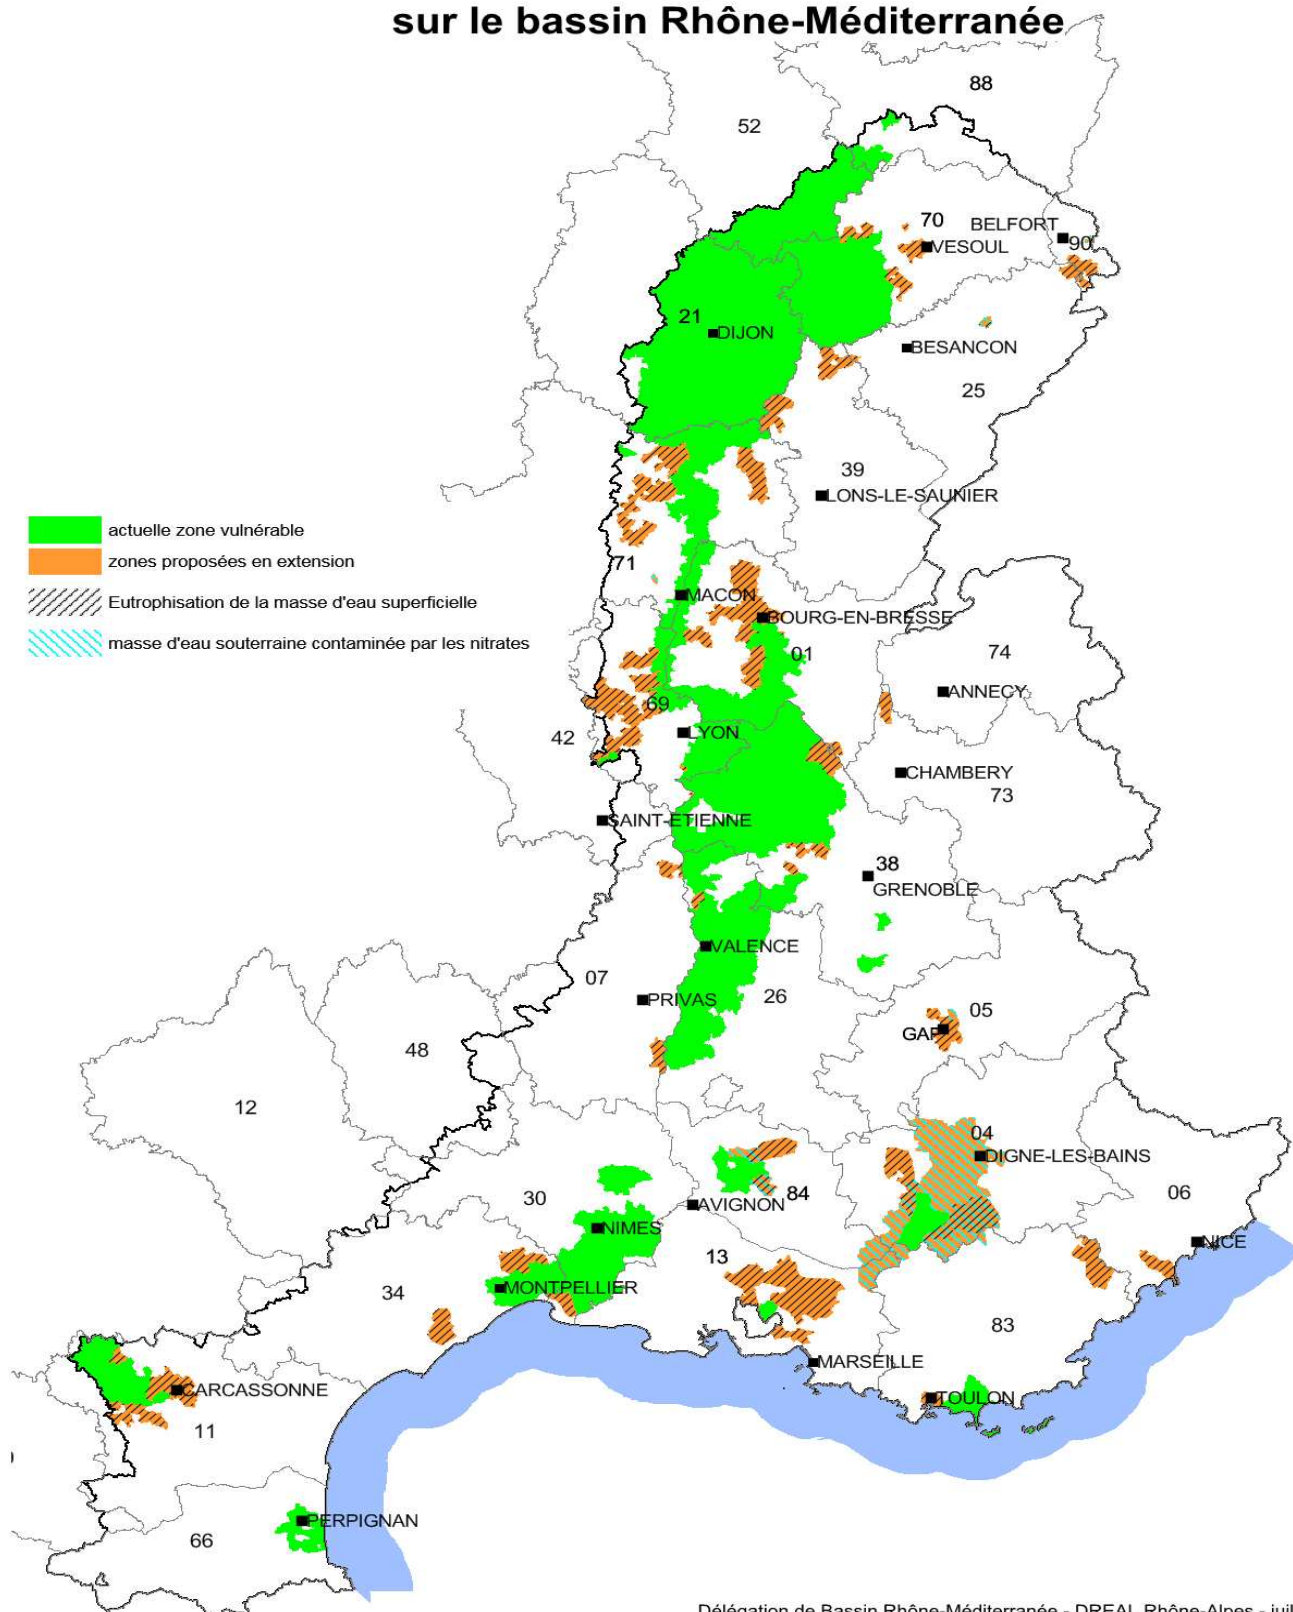 sur le bassin Rhône-Méditerranée
88
52
70
BELFORT
90
VESOUL
21
DIJON
BESANCON
25
39
LONS-LE-SAUNIER
actuelle zone vulnérable
zones proposées en extension
71
Eutrophisation de la masse d'eau superficielle
MACON
BOURG-EN-BRESSE
masse d'eau souterraine contaminée par les nitrates
01
74
ANNECY
69
42
LYON
CHAMBERY
73
SAINT-ETIENNE
38
GRENOBLE
VALENCE
07
26
PRIVAS
05
GAP
48
12
04
DIGNE-LES-BAINS
30
84
06
AVIGNON
NIMES
NICE
13
34
MONTPELLIER
83
MARSEILLE
CARCASSONNE
TOULON
11
PERPIGNAN
66
Délégation de Bassin Rhône-Méditerranée - DREAL Rhône-Alpes - juil